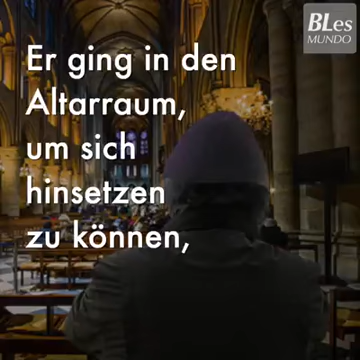 BLes
MUNDO
Er ging in den
Altarraum,
um sich
hinsetzen
zu können,